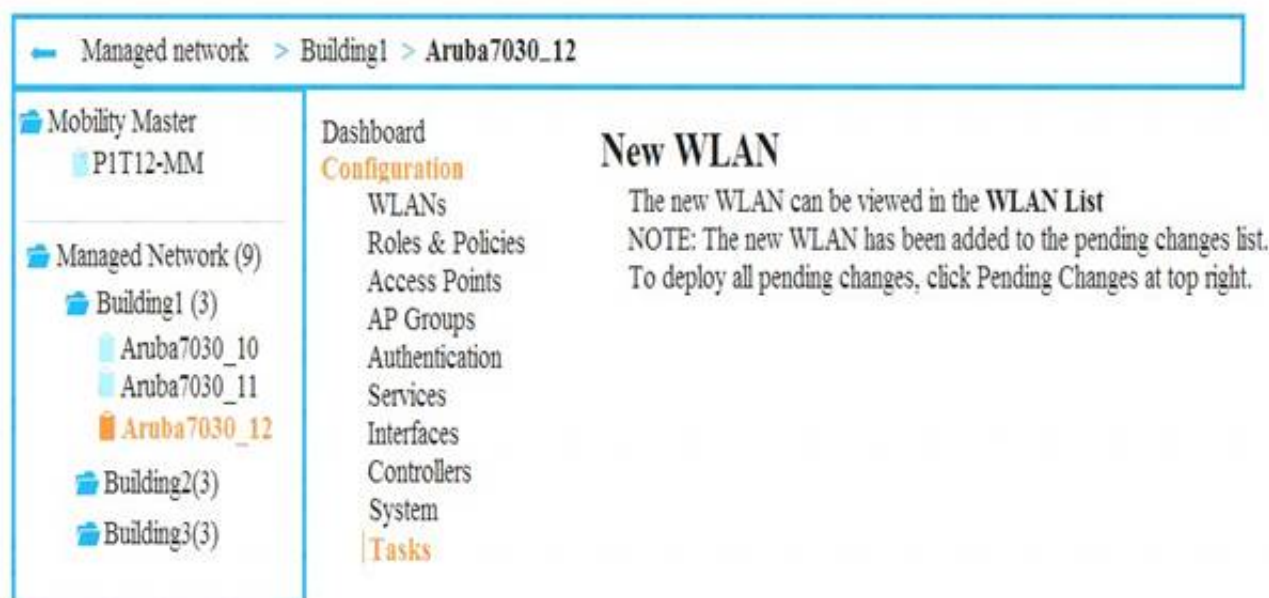 Managed network > Building1 > Aruba7030_12
Mobility Master
P1T12-MM
Managed Network (9)
Building1 (3)
Aruba7030_10
Aruba7030_11
Aruba7030_12
Building2(3)
Building3(3)
Dashboard
Configuration
WLANs
Roles & Policies
Access Points
AP Groups
Authentication
Services
Interfaces
Controllers
System
Tasks
New WLAN
The new WLAN can be viewed in the WLAN List
NOTE: The new WLAN has been added to the pending changes list.
To deploy all pending changes, click Pending Changes at top right.